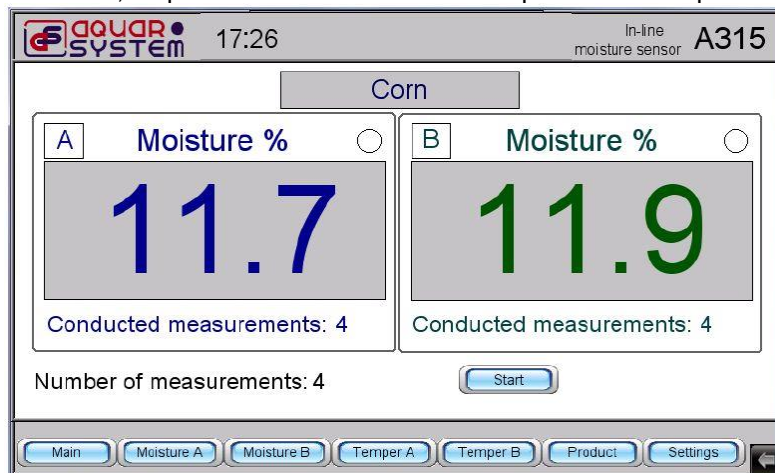 AQUAR
SYSTEM
17:26
In-line
moisture sensor
A315
Corn
A
Moisture %
11.7
Conducted measurements: 4
B
Moisture %
11.9
Conducted measurements: 4
Number of measurements: 4
Start
Main
Moisture A
Moisture B
Temper A
Temper B
Product
Settings